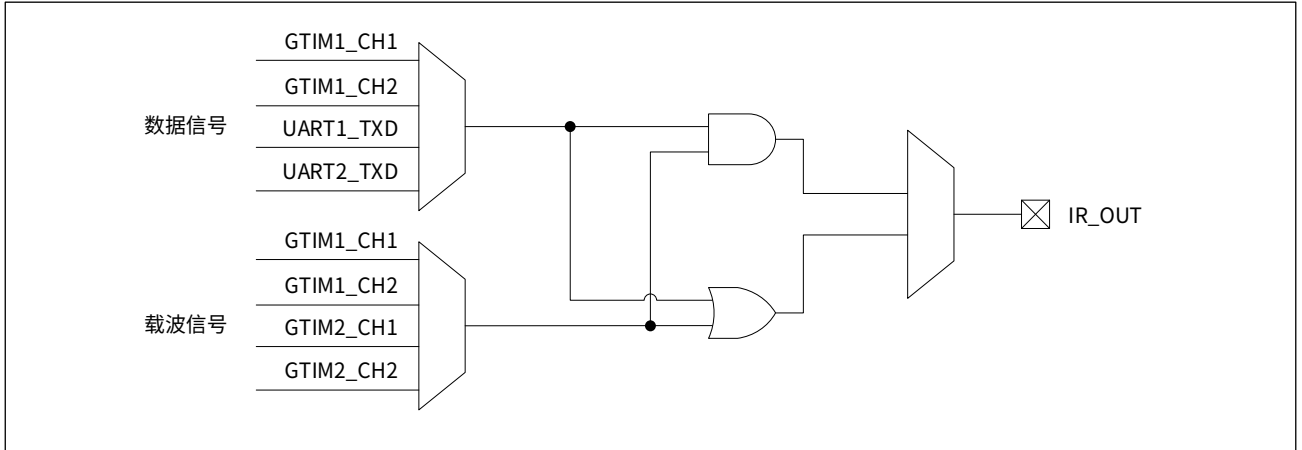 GTIM1_CH1
GTIM1_CH2
数据信号
UART1_TXD
UART2_TXD
GTIM1_CH1
GTIM1_CH2
载波信号
GTIM2_CH1
GTIM2_CH2
IR_OUT